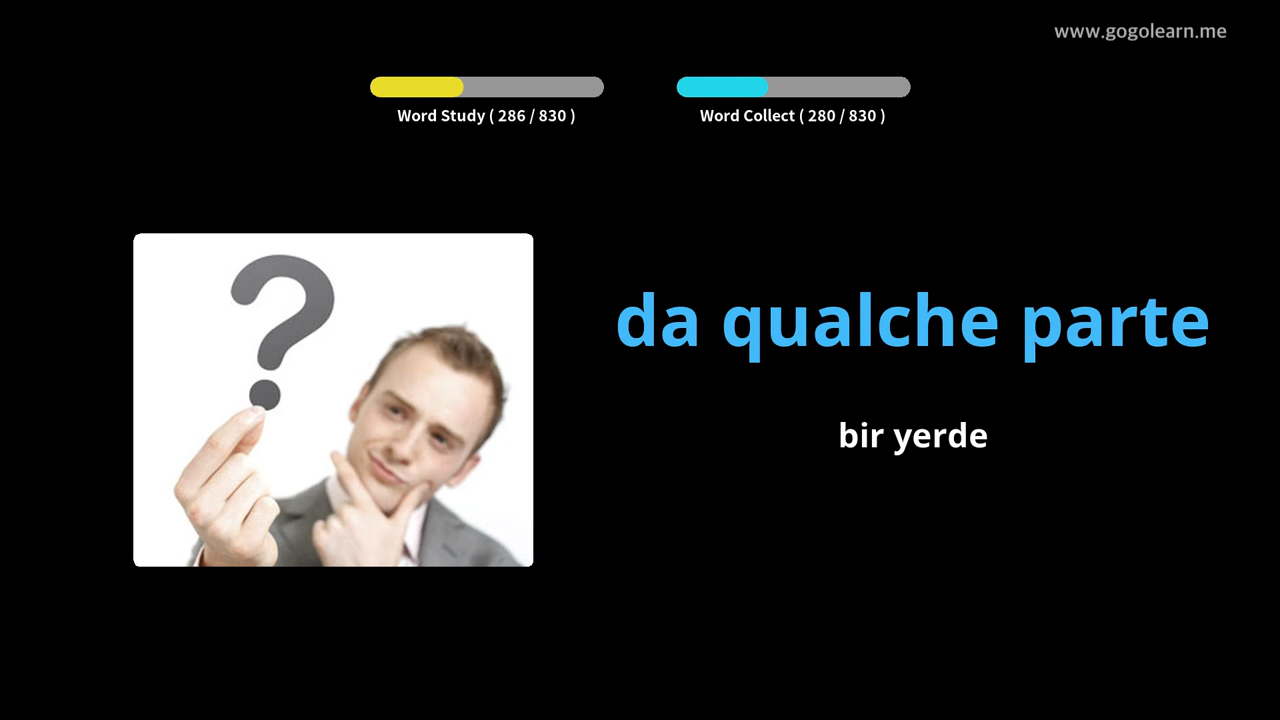 www.gogolearn.me
Word Study ( 286 / 830 )
Word Collect ( 280 / 830 )
da qualche parte
bir yerde